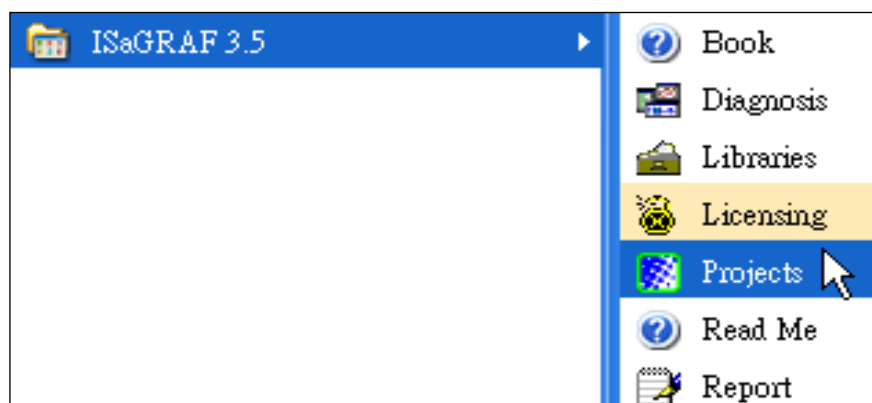 ISaGRAF 3.5
Book
Diagnosis
Libraries
Licensing
Projects
Read Me
Report